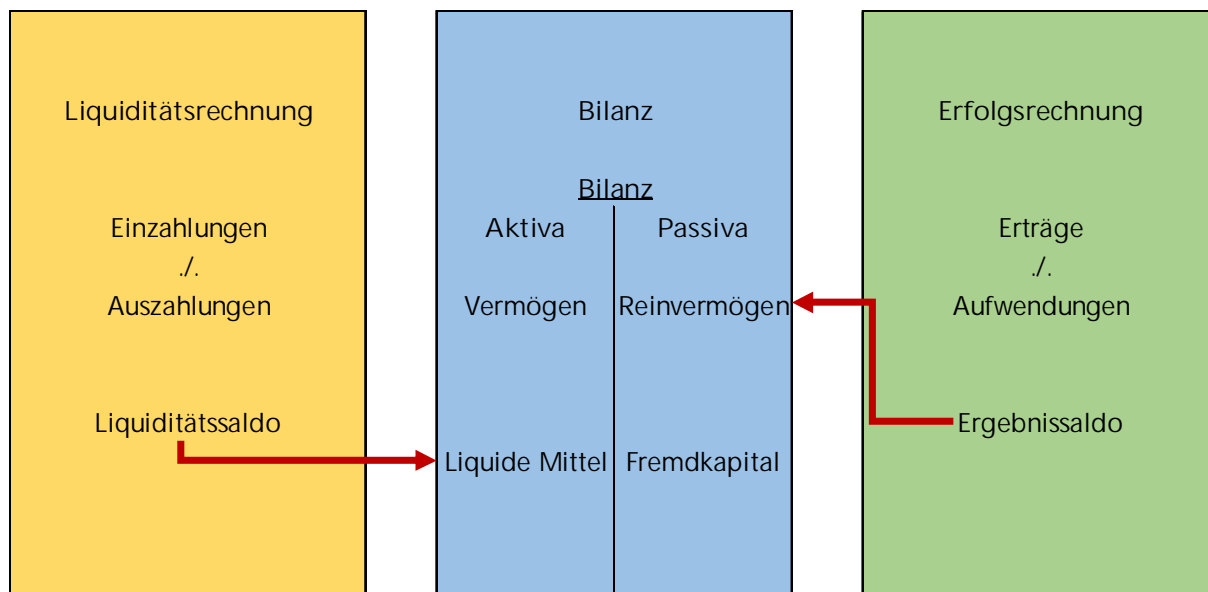 Liquiditätsrechnung
Einzahlungen
./.
Auszahlungen
Liquiditätssaldo
Bilanz
Bilanz
Aktiva Passiva
Vermögen Reinvermögen
Liquide Mittel Fremdkapital
Erfolgsrechnung
Erträge
./.
Aufwendungen
Ergebnissaldo